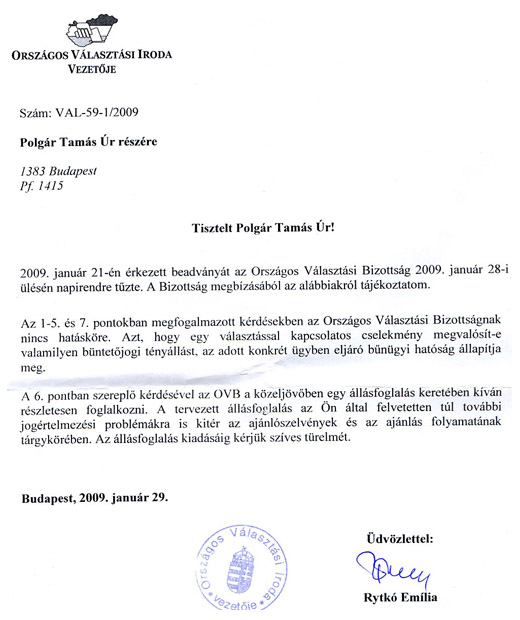 ORSZÁGOS VÁLASZTÁSI IRODA
VEZETŐJE
Szám: VAL-59-1/2009
Polgár Tamás Úr részére
1383 Budapest
Pf. 1415
Tisztelt Polgár Tamás Úr!
2009. január 21-én érkezett beadványát az Országos Választási Bizottság 2009. január 28-i
ülésén napirendre tűzte. A Bizottság megbízásából az alábbiakról tájékoztatom.
Az 1-5. és 7. pontokban megfogalmazott kérdésekben az Országos Választási Bizottságnak
nincs hatásköre. Azt, hogy egy választással kapcsolatos cselekmény megvalósít-e
valamilyen büntetőjogi tényállást, az adott konkrét ügyben eljáró bűnügyi hatóság állapítja
meg.
A 6. pontban szereplő kérdésével az OVB a közeljövőben egy állásfoglalás keretében kíván
részletesen foglalkozni. A tervezett állásfoglalás az Ön által felvetetten túl további
jogértelmezési problémákra is kitér az ajánlószelvények és az ajánlás folyamatának
tárgykörében. Az állásfoglalás kiadásáig kérjük szíves türelmét.
Budapest, 2009. január 29.
Országos Választási Iroda
vezetője
Üdvözlettel:
Rytkó Emília